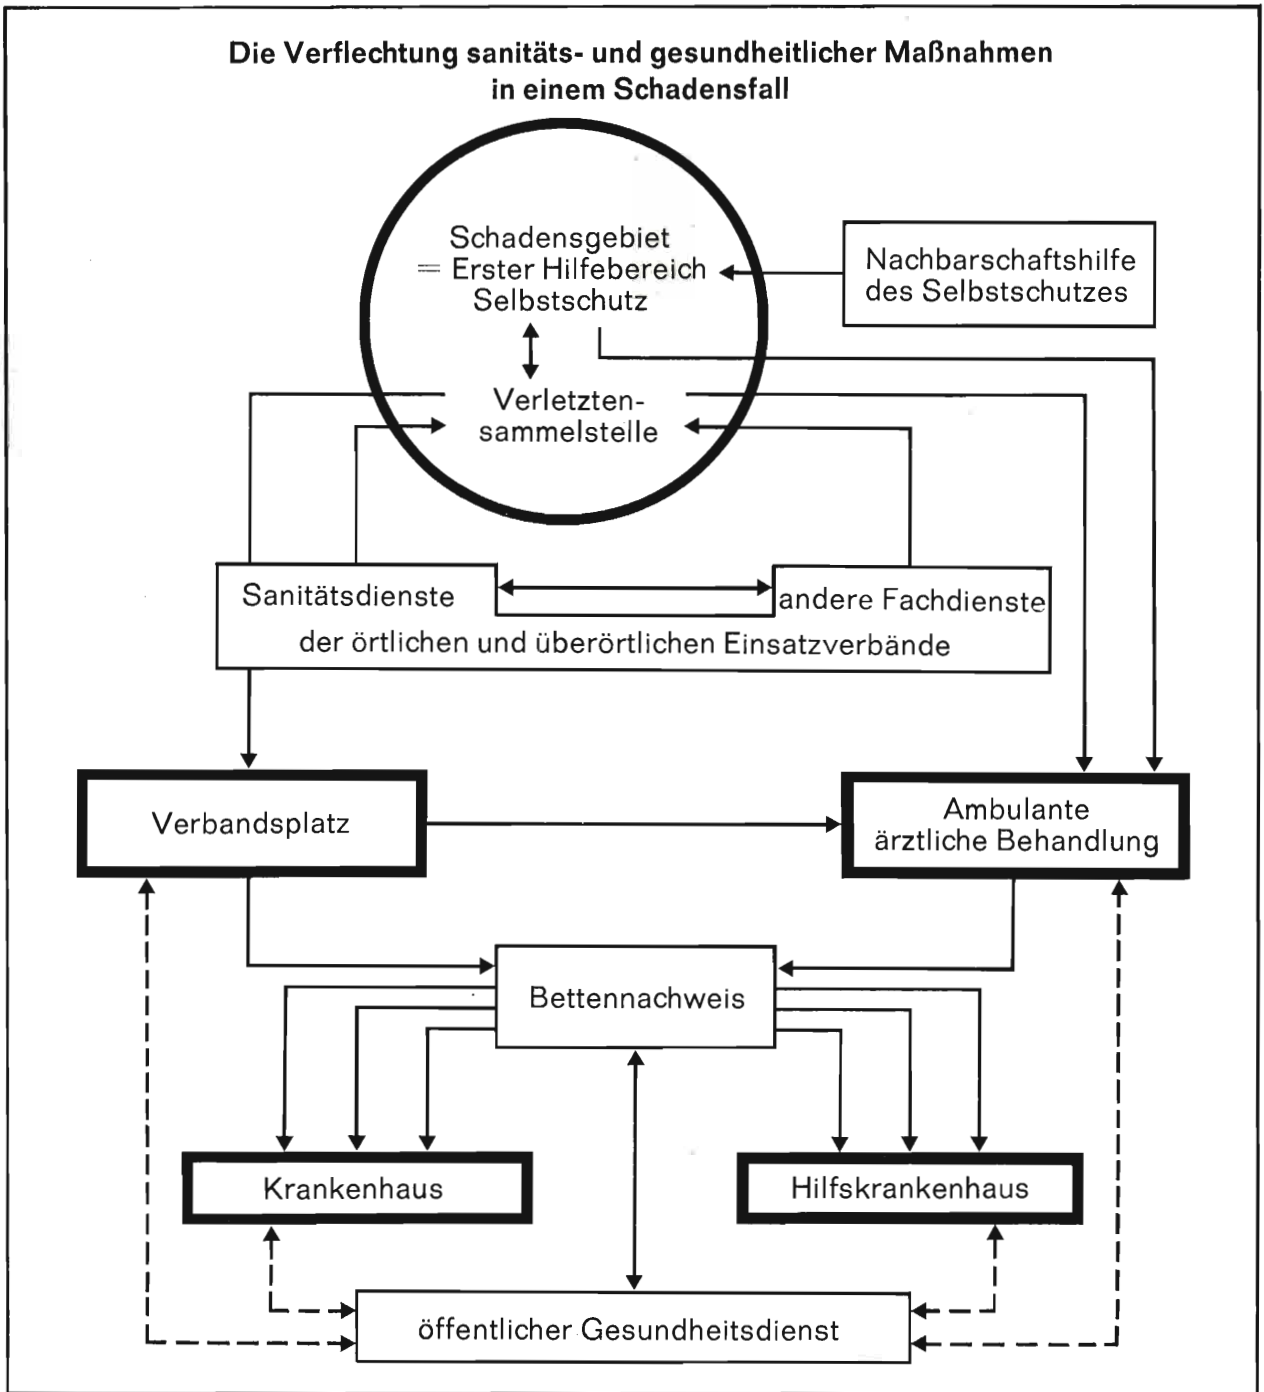 Die Verflechtung sanitäts- und gesundheitlicher Maßnahmen
in einem Schadensfall
Schadensgebiet
= Erster Hilfebereich
Selbstschutz
Nachbarschaftshilfe
des Selbstschutzes
Verletzten-
sammelstelle
Sanitätsdienste
andere Fachdienste
der örtlichen und überörtlichen Einsatzverbände
Verbandsplatz
Ambulante
ärztliche Behandlung
Bettennachweis
Krankenhaus
Hilfskrankenhaus
öffentlicher Gesundheitsdienst